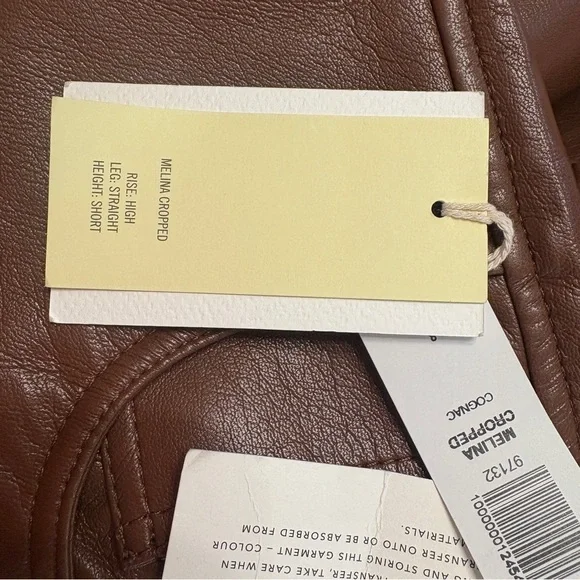 MELINA CROPPED
RISE: HIGH
LEG: STRAIGHT
HEIGHT: SHORT
MELINA
CROPPED
COGNAC
97132
1000001245
TRANSFER, TAKE CARE WHEN
AND STORING THIS GARMENT – COLOUR
TRANSFER ONTO OR BE ABSORBED FROM
MATERIALS.